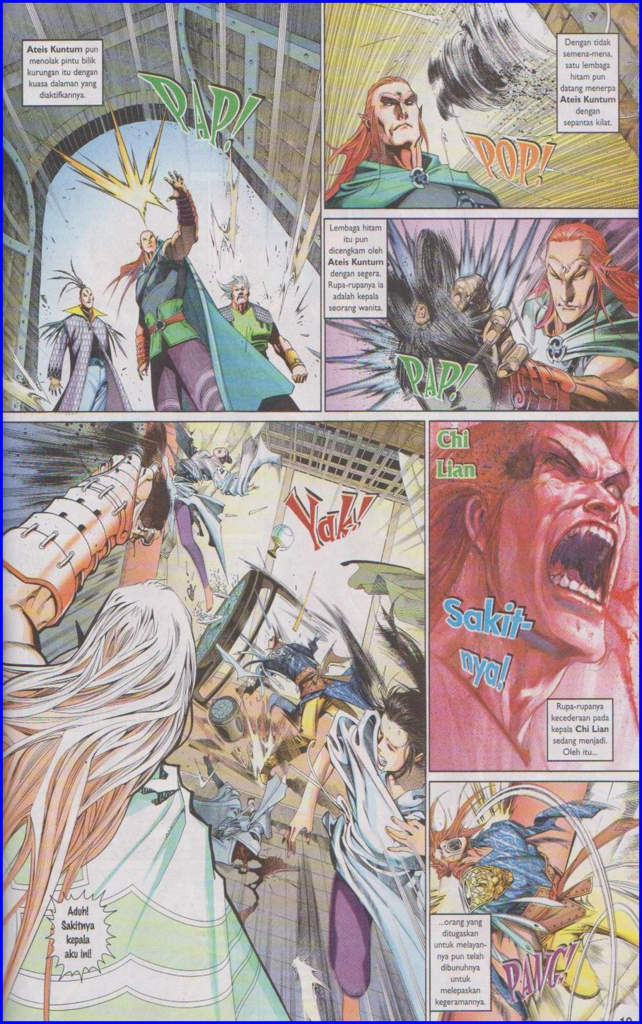 Ateis Kuntum pun
menolak pintu bilik
kurungan itu dengan
kuasa dalaman yang
diaktifkannya.
PAP!
Dengan tidak
semena-mena,
satu lembaga
hitam pun
datang menerpa
Ateis Kuntum
dengan
sepantas kilat.
POP!
Lembaga hitam
itu pun
dicengkam oleh
Ateis Kuntum
dengan segera.
Rupa-rupanya ia
adalah kepala
seorang wanita.
PAP!
Yak!
Aduh!
Sakitnya
kepala
aku ini!
Chi
Lian
Sakit-
nya!
Rupa-rupanya
kecederaan pada
kepala Chi Lian
sedang menjadi.
Oleh itu...
...orang yang
ditugaskan
untuk melayan-
nya pun telah
dibunuhnya
untuk
melepaskan
kegeramannya.
PANG!